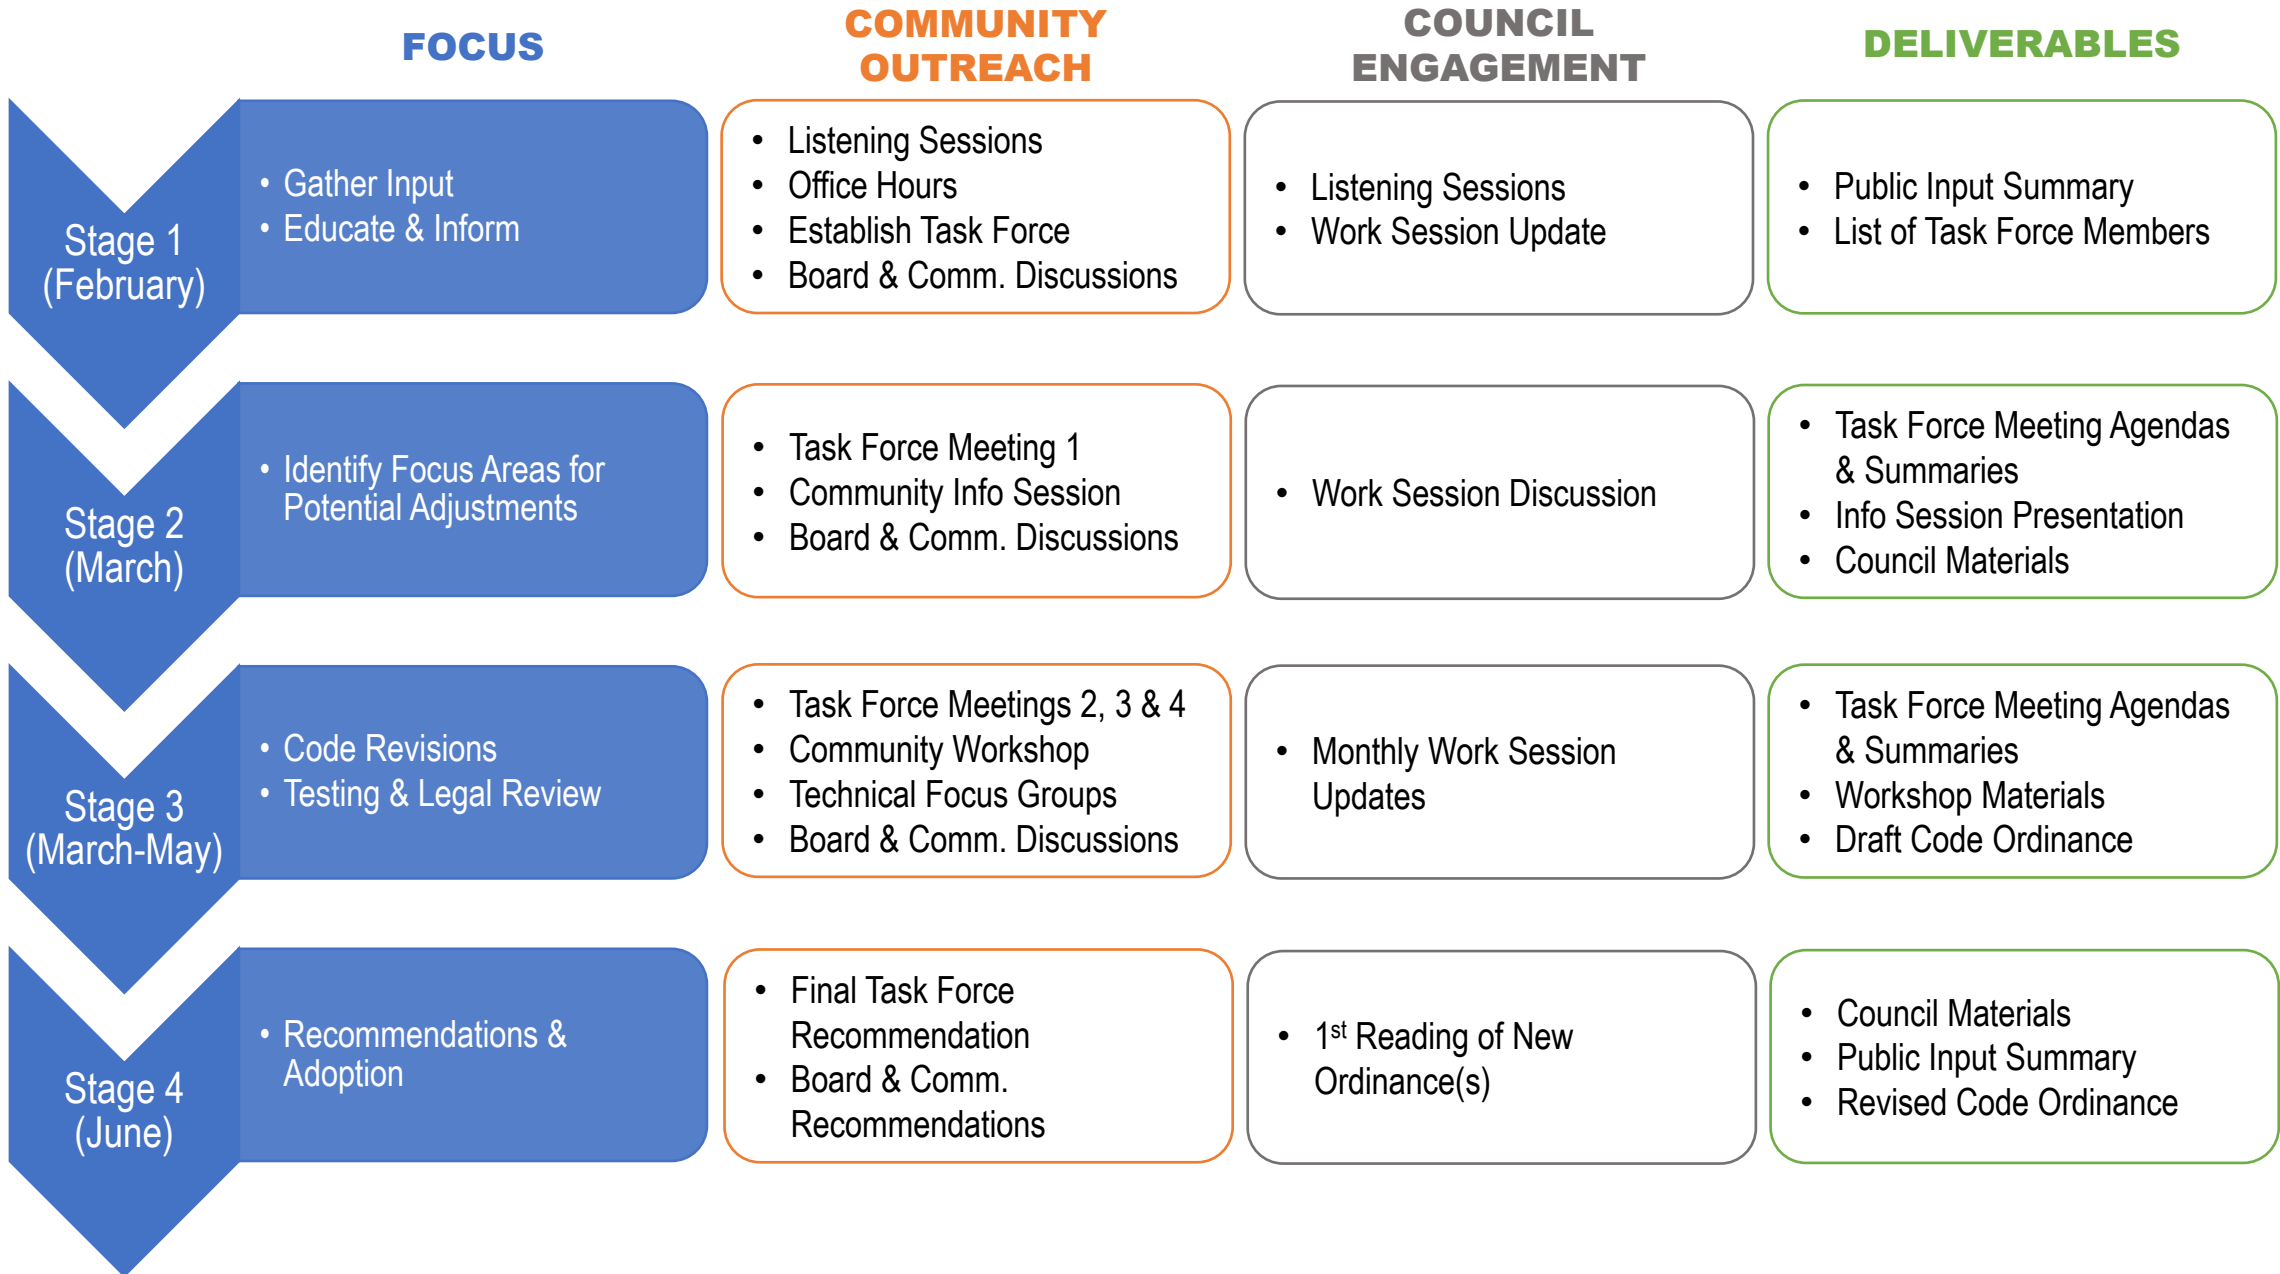 FOCUS
COMMUNITY
OUTREACH
COUNCIL
ENGAGEMENT
DELIVERABLES
Stage 1
(February)
• Gather Input
• Educate & Inform
• Listening Sessions
• Office Hours
• Establish Task Force
• Board & Comm. Discussions
• Listening Sessions
• Work Session Update
• Public Input Summary
• List of Task Force Members
Stage 2
(March)
• Identify Focus Areas for
Potential Adjustments
• Task Force Meeting 1
• Community Info Session
• Board & Comm. Discussions
• Work Session Discussion
• Task Force Meeting Agendas
& Summaries
• Info Session Presentation
• Council Materials
Stage 3
(March-May)
• Code Revisions
• Testing & Legal Review
• Task Force Meetings 2, 3 & 4
• Community Workshop
• Technical Focus Groups
• Board & Comm. Discussions
• Monthly Work Session
Updates
• Task Force Meeting Agendas
& Summaries
• Workshop Materials
• Draft Code Ordinance
Stage 4
(June)
• Recommendations &
Adoption
• Final Task Force
Recommendation
• Board & Comm.
Recommendations
• 1st Reading of New
Ordinance(s)
• Council Materials
• Public Input Summary
• Revised Code Ordinance